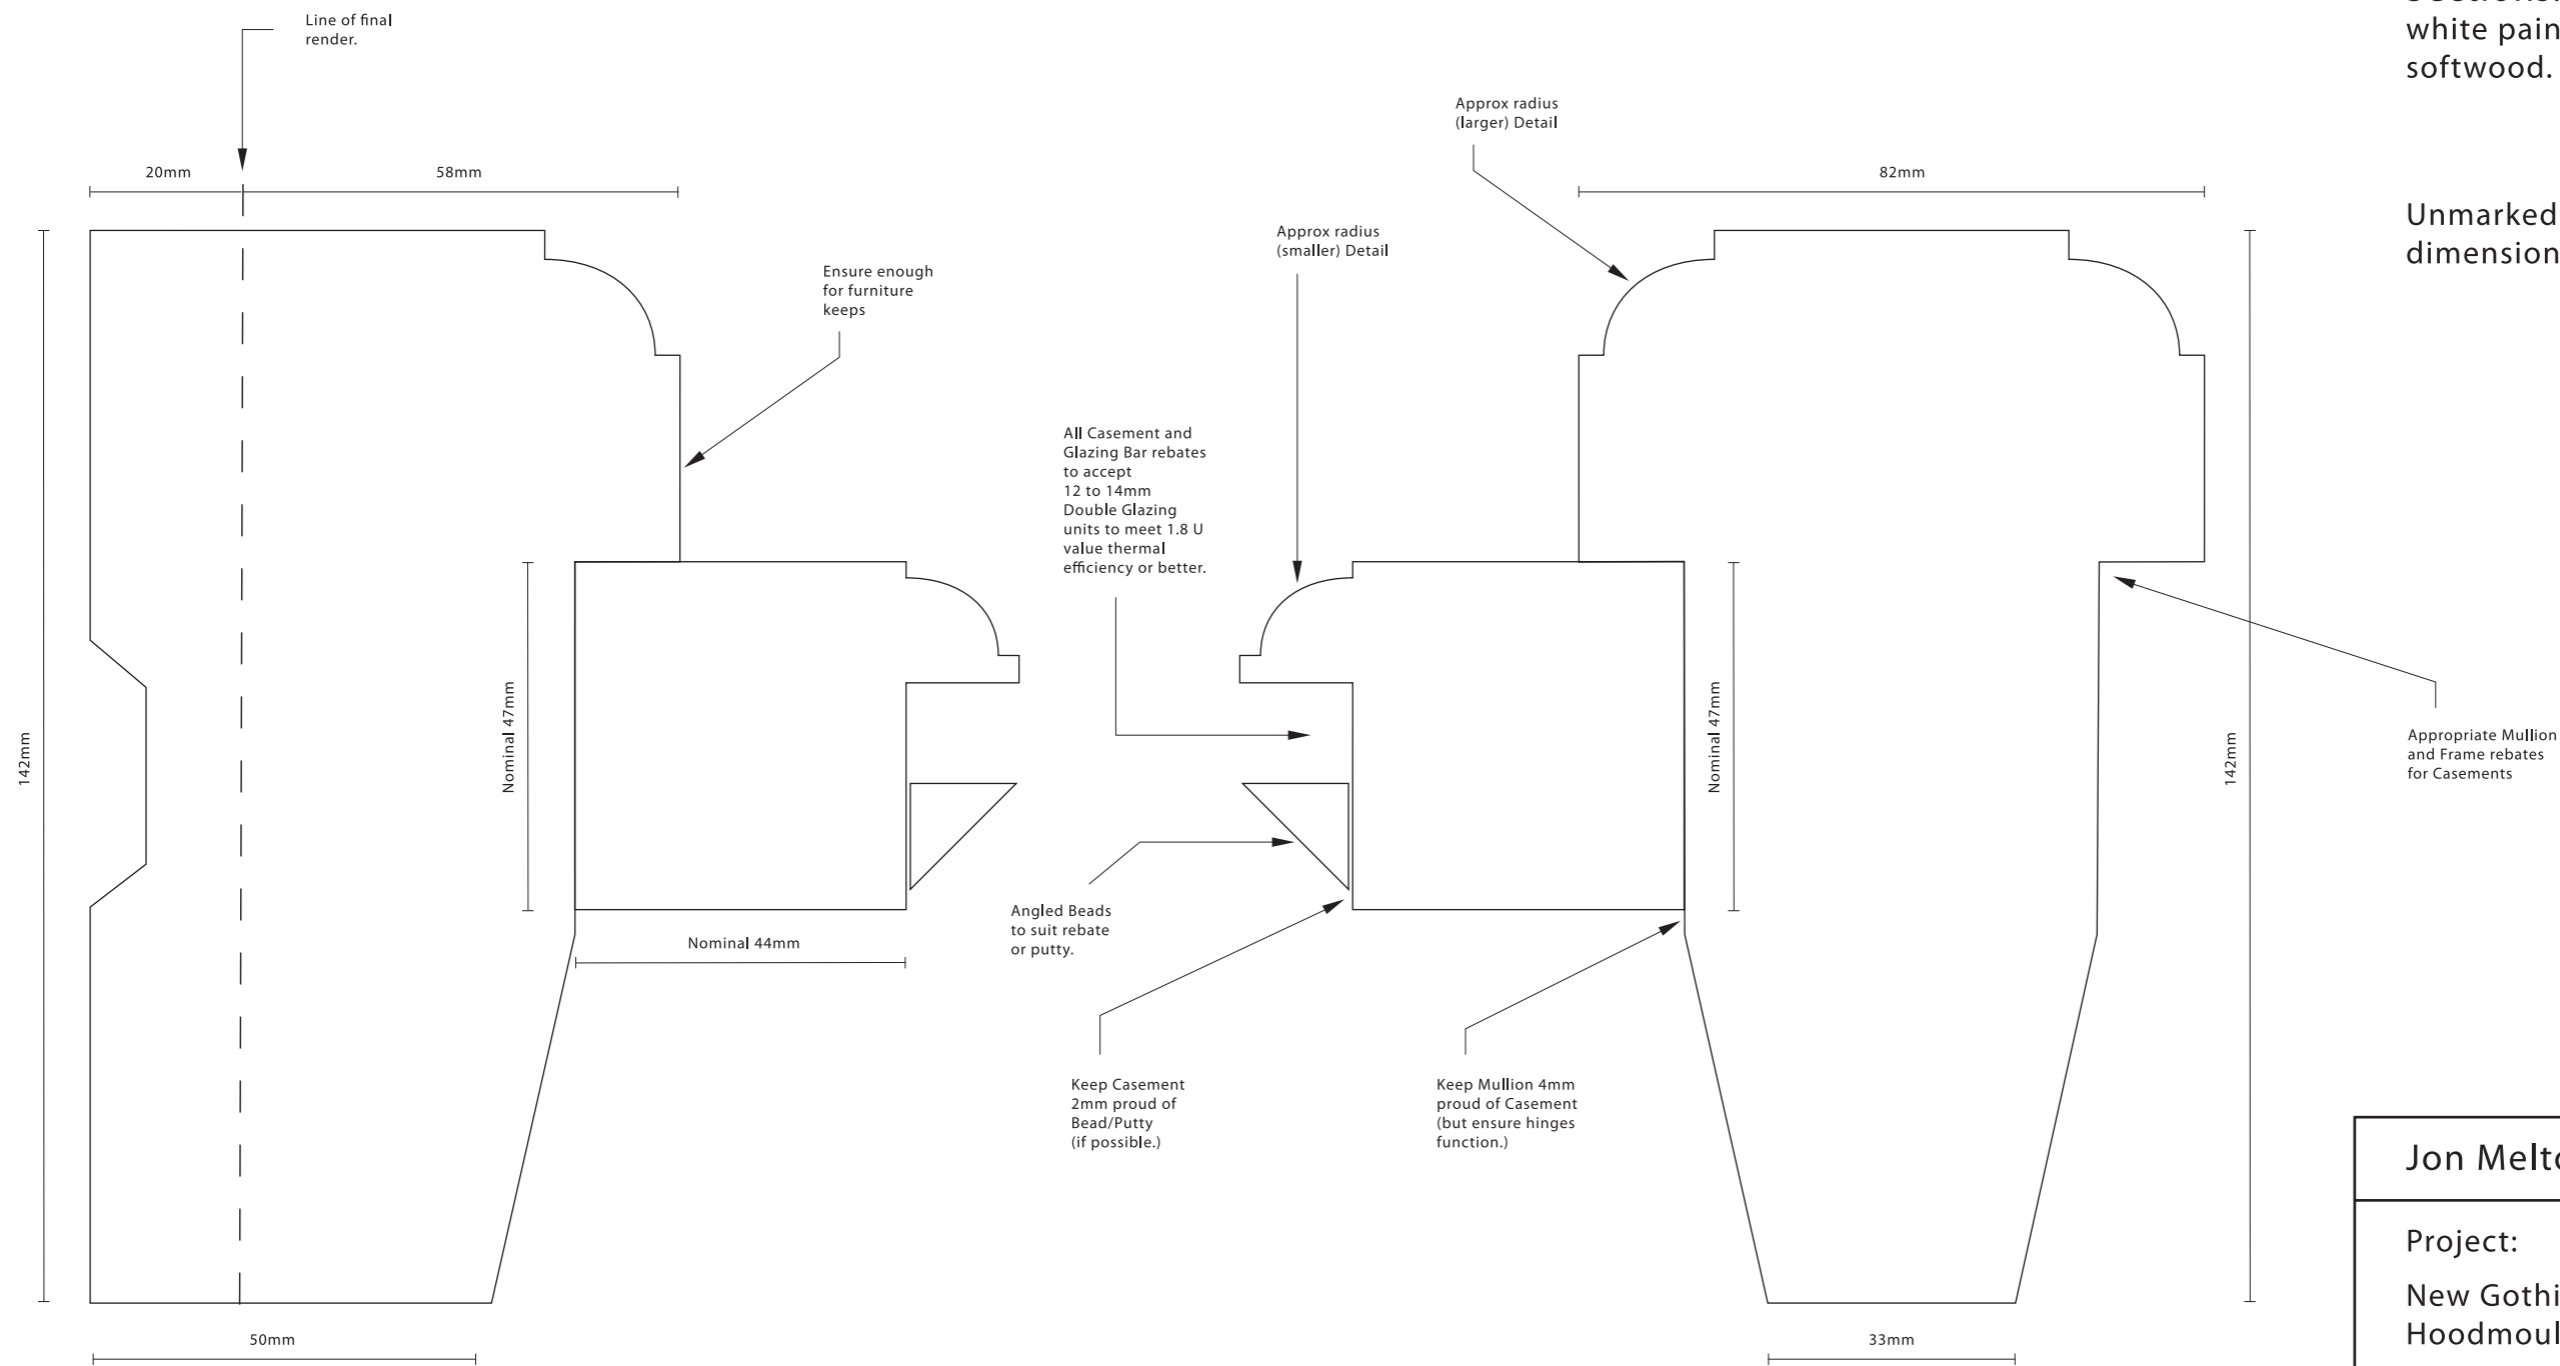 Line of final
render.
white pain
softwood.
Approx radius
(larger) Detail
20mm
58mm
82mm
Unmarked
dimension
Approx radius
(smaller) Detail
Ensure enough
for furniture
keeps
All Casement and
Glazing Bar rebates
to accept
12 to 14mm
Double Glazing
units to meet 1.8 U
value thermal
efficiency or better.
142mm
Nominal 47mm
Nominal 47mm
142mm
Appropriate Mullion
and Frame rebates
for Casements
Nominal 44mm
Angled Beads
to suit rebate
or putty.
Keep Casement
2mm proud of
Bead/Putty
(if possible.)
Keep Mullion 4mm
proud of Casement
(but ensure hinges
function.)
50mm
33mm
Jon Melt
Project:
New Gothi
Hoodmoul